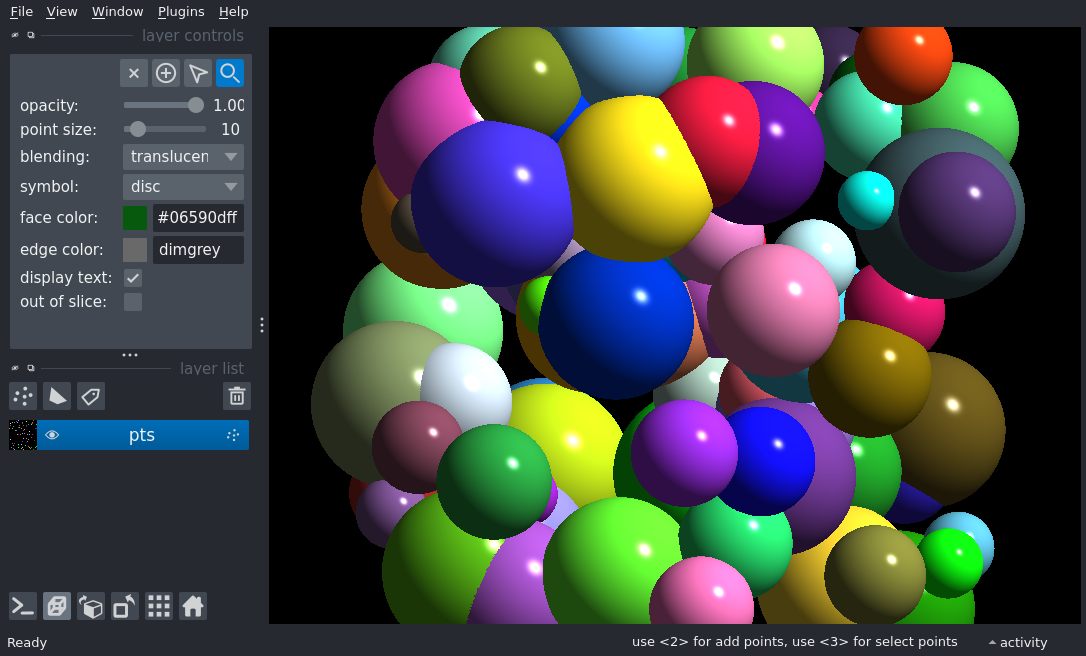 File View Window Plugins Help
layer controls
opacity: 1.00
point size: 10
blending: translucen
symbol: disc
face color: #06590dff
edge color: dimgrey
display text:
out of slice:
layer list
pts
Ready
use <2> for add points, use <3> for select points
activity